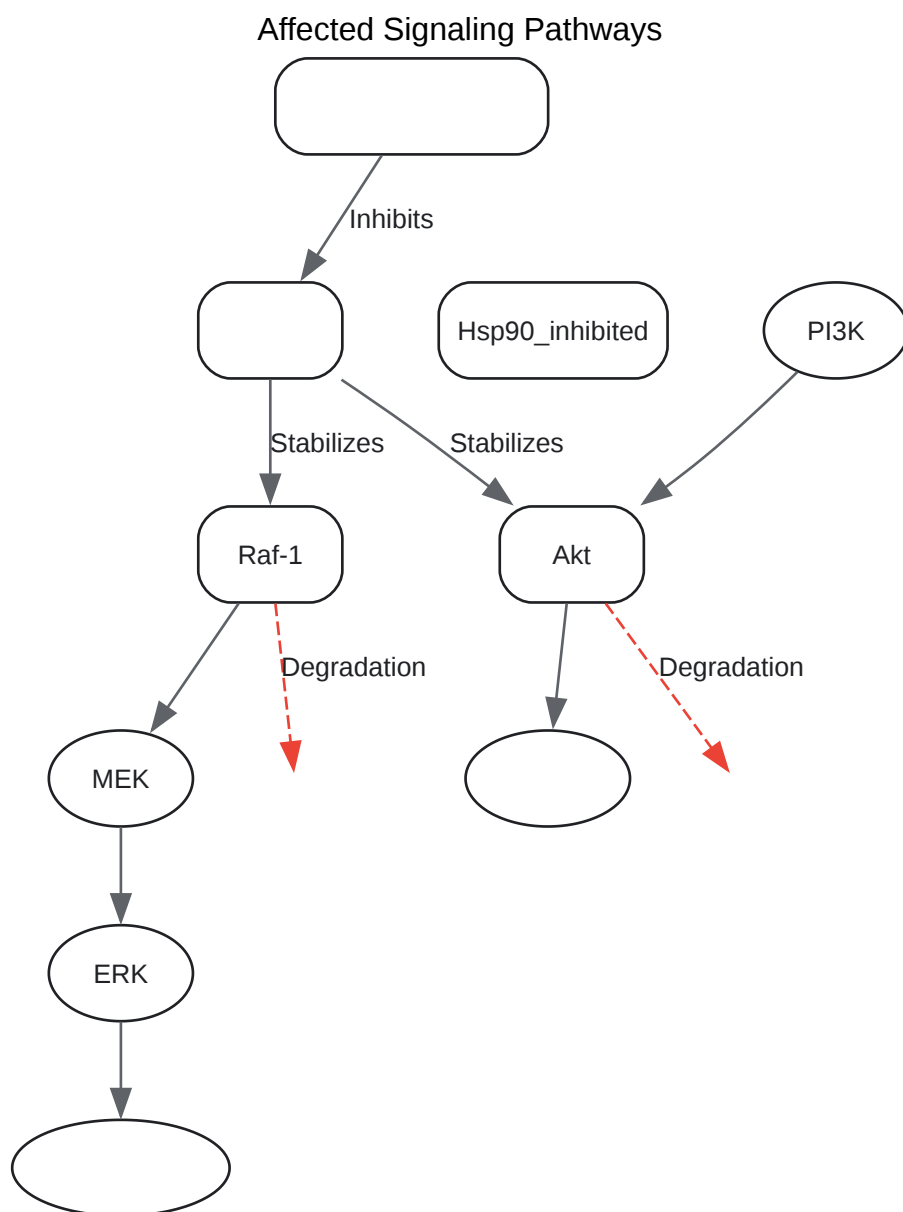 Affected Signaling Pathways
Inhibits
Hsp90_inhibited
PI3K
Stabilizes
Stabilizes
Raf-1
Akt
Degradation
Degradation
MEK
ERK